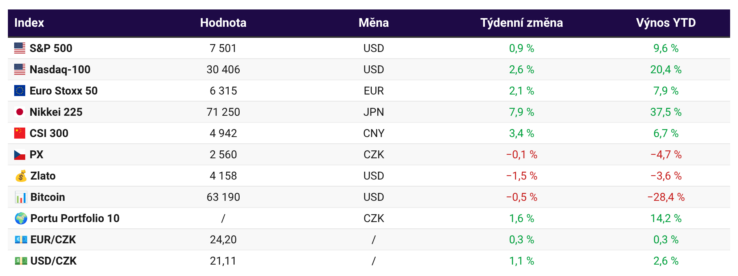 Index Hodnota Měna Týdenní změna Výnos YTD
S&P 500 7 501 USD 0,9 % 9,6 %
Nasdaq-100 30 406 USD 2,6 % 20,4 %
Euro Stoxx 50 6 315 EUR 2,1 % 7,9 %
Nikkei 225 71 250 JPN 7,9 % 37,5 %
CSI 300 4 942 CNY 3,4 % 6,7 %
PX 2 560 CZK −0,1 % −4,7 %
Zlato 4 158 USD −1,5 % −3,6 %
Bitcoin 63 190 USD −0,5 % −28,4 %
Portu Portfolio 10 / CZK 1,6 % 14,2 %
EUR/CZK 24,20 / 0,3 % 0,3 %
USD/CZK 21,11 / 1,1 % 2,6 %